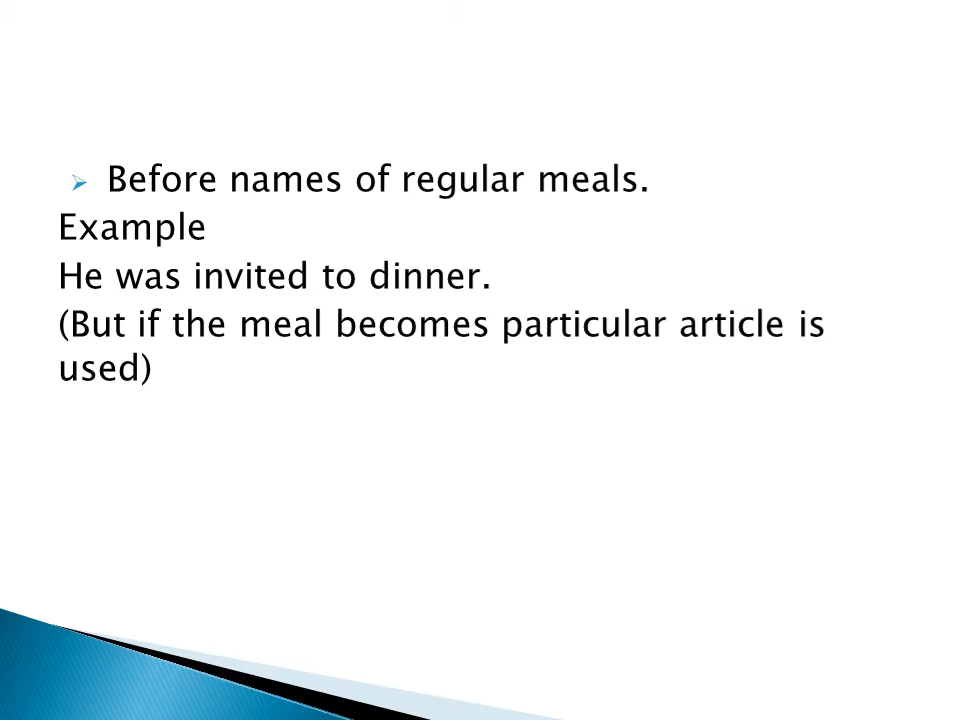 Before names of regular meals.
Example
He was invited to dinner.
(But if the meal becomes particular article is
used)